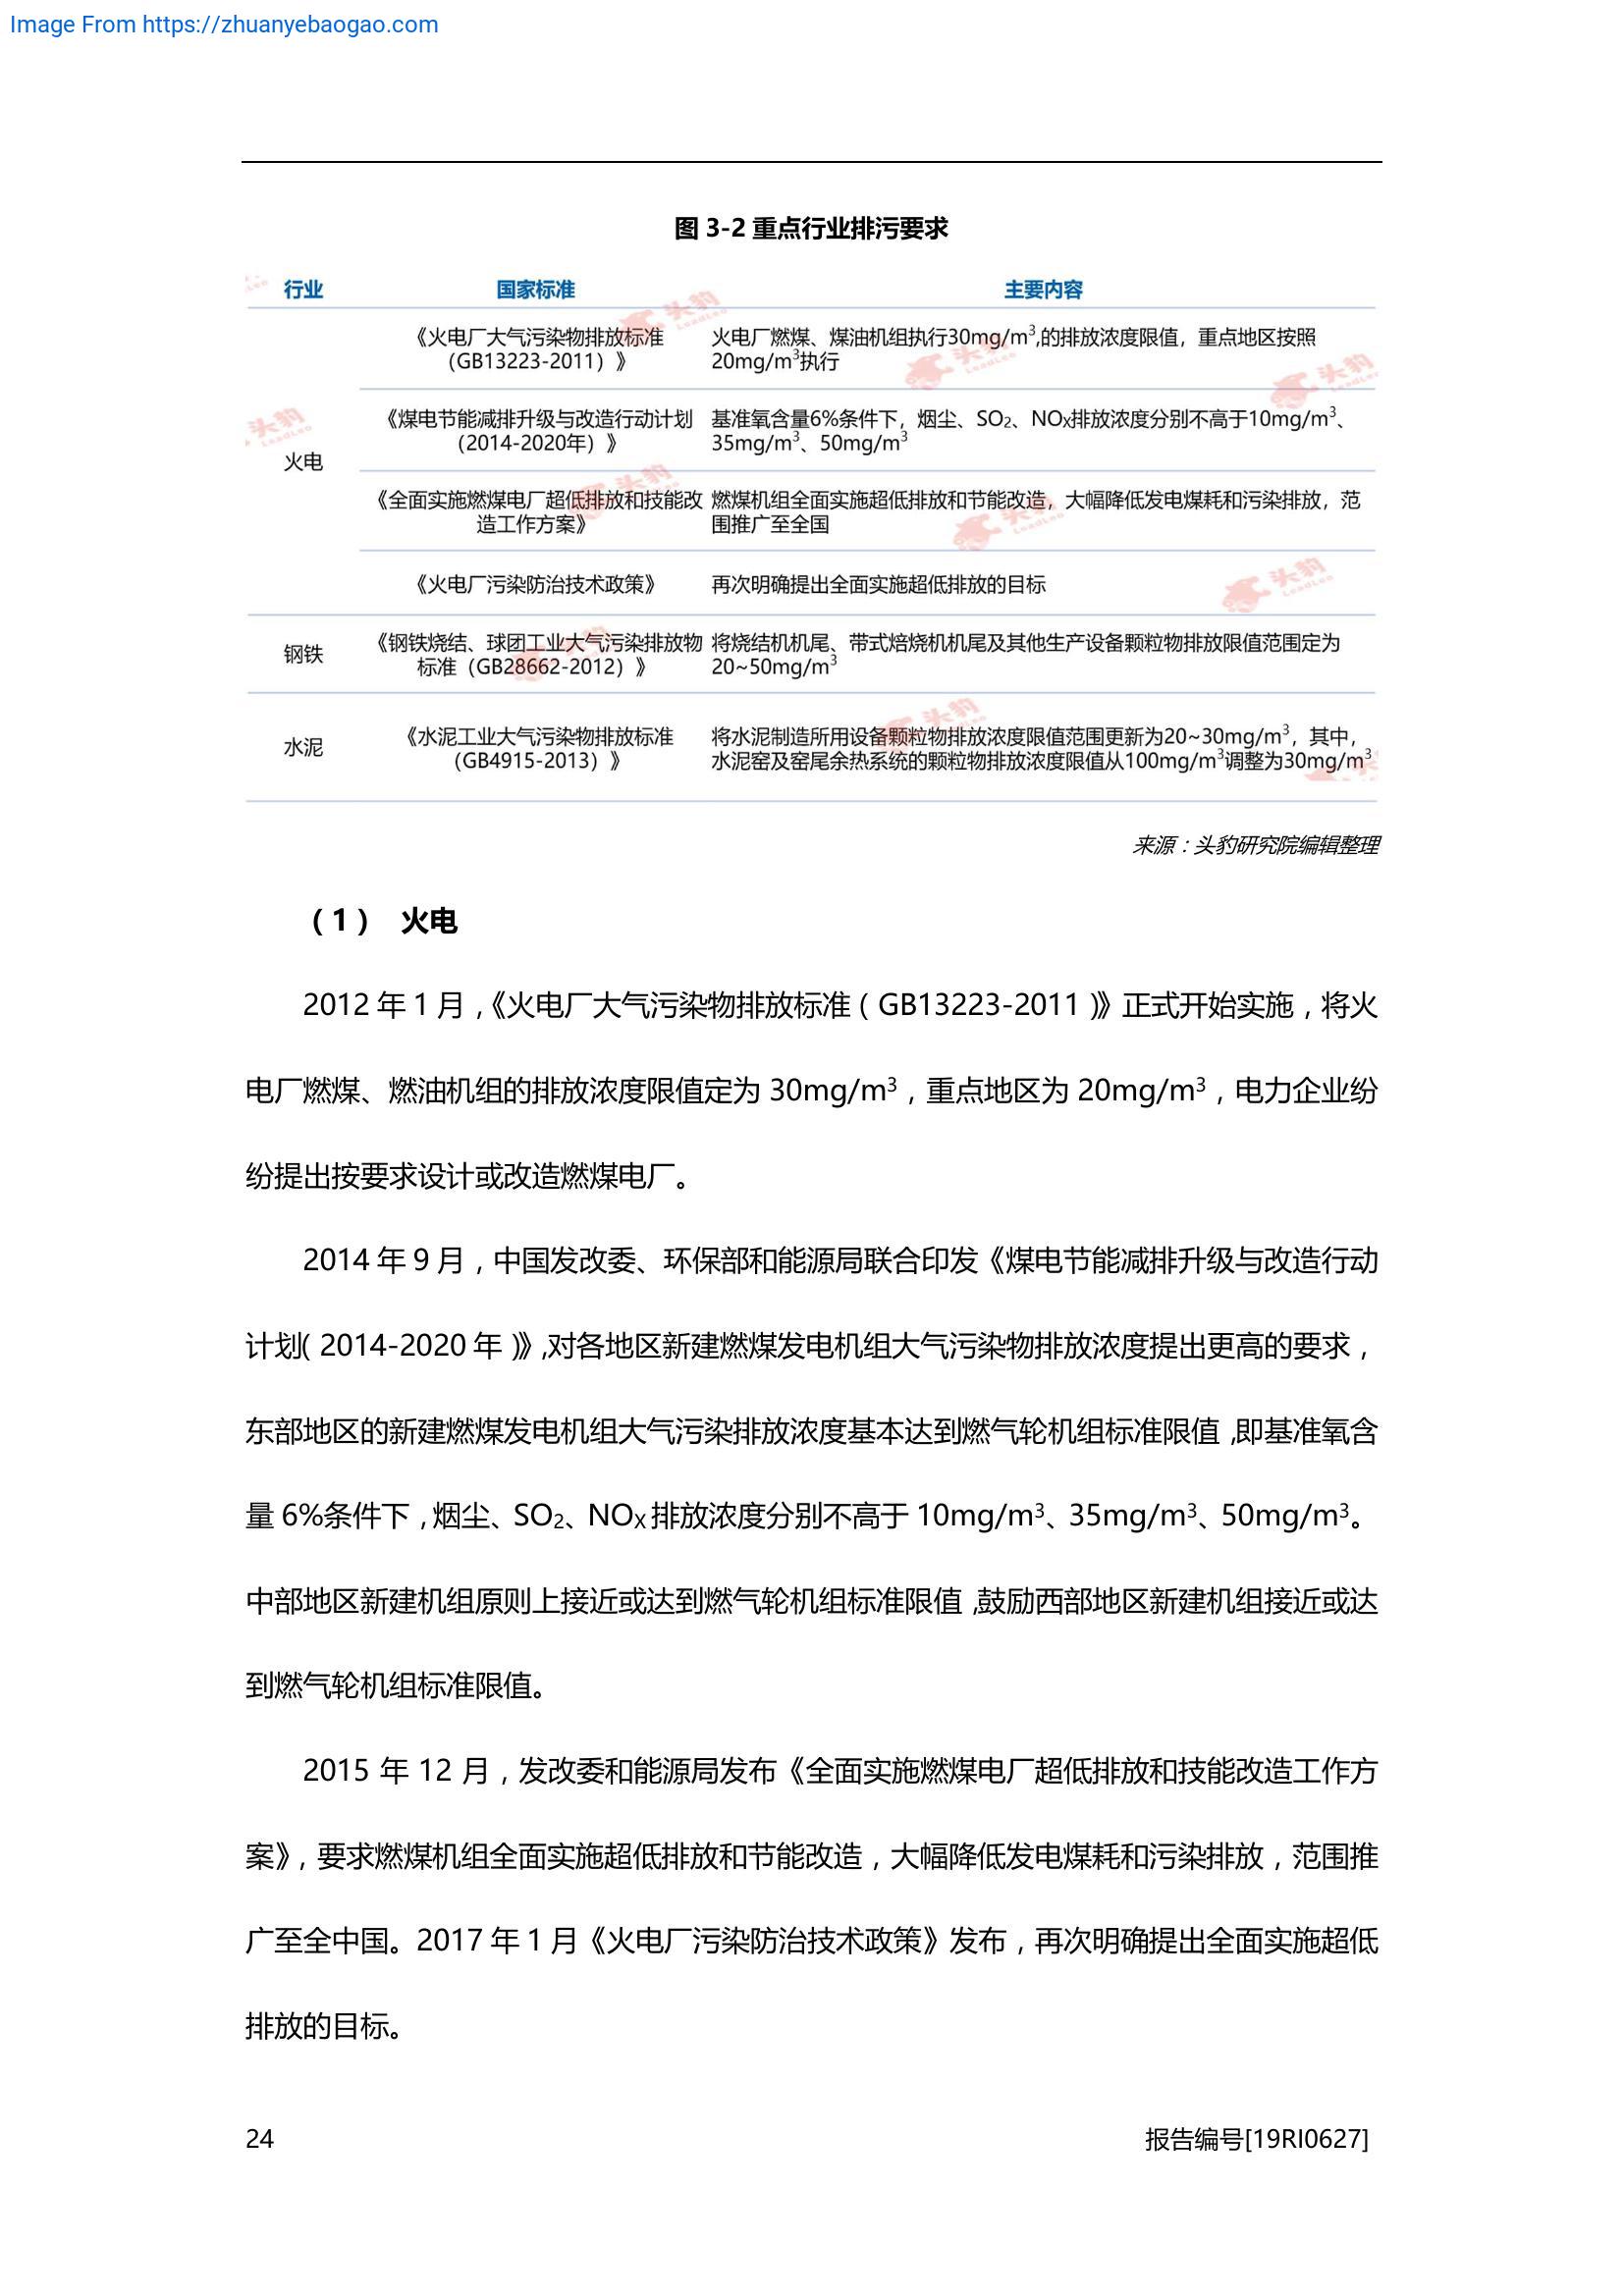 Image From https://zhuanyebaogao.com
图 3-2 重点行业排污要求
行业 国家标准 主要内容
《火电厂大气污染物排放标准
（GB13223-2011）》
火电厂燃煤、煤油机组执行30mg/m³,的排放浓度限值，重点地区按照
20mg/m³执行
火电
《煤电节能减排升级与改造行动计划
（2014-2020年）》
基准氧含量6%条件下，烟尘、SO₂、NOx排放浓度分别不高于10mg/m³、
35mg/m³、50mg/m³
《全面实施燃煤电厂超低排放和技能改
造工作方案》
燃煤机组全面实施超低排放和节能改造，大幅降低发电煤耗和污染排放，范
围推广至全国
《火电厂污染防治技术政策》
再次明确提出全面实施超低排放的目标
钢铁
《钢铁烧结、球团工业大气污染排放物
标准（GB28662-2012）》
将烧结机机尾、带式焙烧机机尾及其他生产设备颗粒物排放限值范围定为
20~50mg/m³
水泥
《水泥工业大气污染物排放标准
（GB4915-2013）》
将水泥制造所用设备颗粒物排放浓度限值范围更新为20~30mg/m³，其中，
水泥窑及窑尾余热系统的颗粒物排放浓度限值从100mg/m³调整为30mg/m³
头豹
LeadLeo
来源：头豹研究院编辑整理
（1） 火电
2012 年 1 月，《火电厂大气污染物排放标准（GB13223-2011）》正式开始实施，将火
电厂燃煤、燃油机组的排放浓度限值定为 30mg/m³，重点地区为 20mg/m³，电力企业纷
纷提出按要求设计或改造燃煤电厂。
2014 年 9 月，中国发改委、环保部和能源局联合印发《煤电节能减排升级与改造行动
计划（2014-2020 年）》，对各地区新建燃煤发电机组大气污染物排放浓度提出更高的要求，
东部地区的新建燃煤发电机组大气污染排放浓度基本达到燃气轮机组标准限值，即基准氧含
量 6%条件下，烟尘、SO₂、NOx 排放浓度分别不高于 10mg/m³、35mg/m³、50mg/m³。
中部地区新建机组原则上接近或达到燃气轮机组标准限值，鼓励西部地区新建机组接近或达
到燃气轮机组标准限值。
2015 年 12 月，发改委和能源局发布《全面实施燃煤电厂超低排放和技能改造工作方
案》，要求燃煤机组全面实施超低排放和节能改造，大幅降低发电煤耗和污染排放，范围推
广至全中国。2017 年 1 月《火电厂污染防治技术政策》发布，再次明确提出全面实施超低
排放的目标。
24 报告编号[19RI0627]